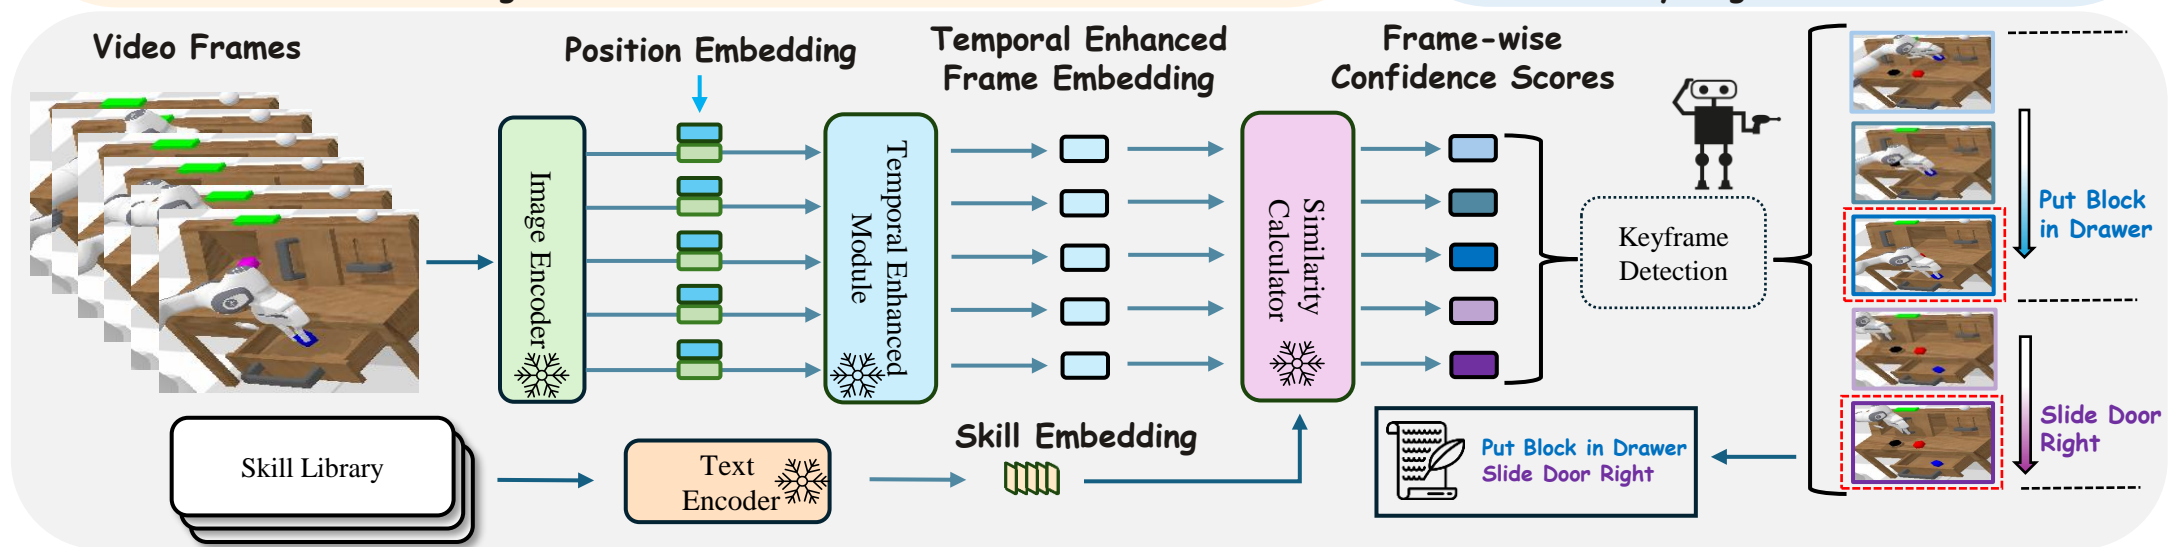 Video Frames
Position Embedding
Temporal Enhanced
Frame Embedding
Frame-wise
Confidence Scores
Image Encoder
Temporal Enhanced
Module
Similarity
Calculator
Keyframe
Detection
Put Block
in Drawer
Slide Door
Right
Skill Library
Text
Encoder
Skill Embedding
Put Block in Drawer
Slide Door Right